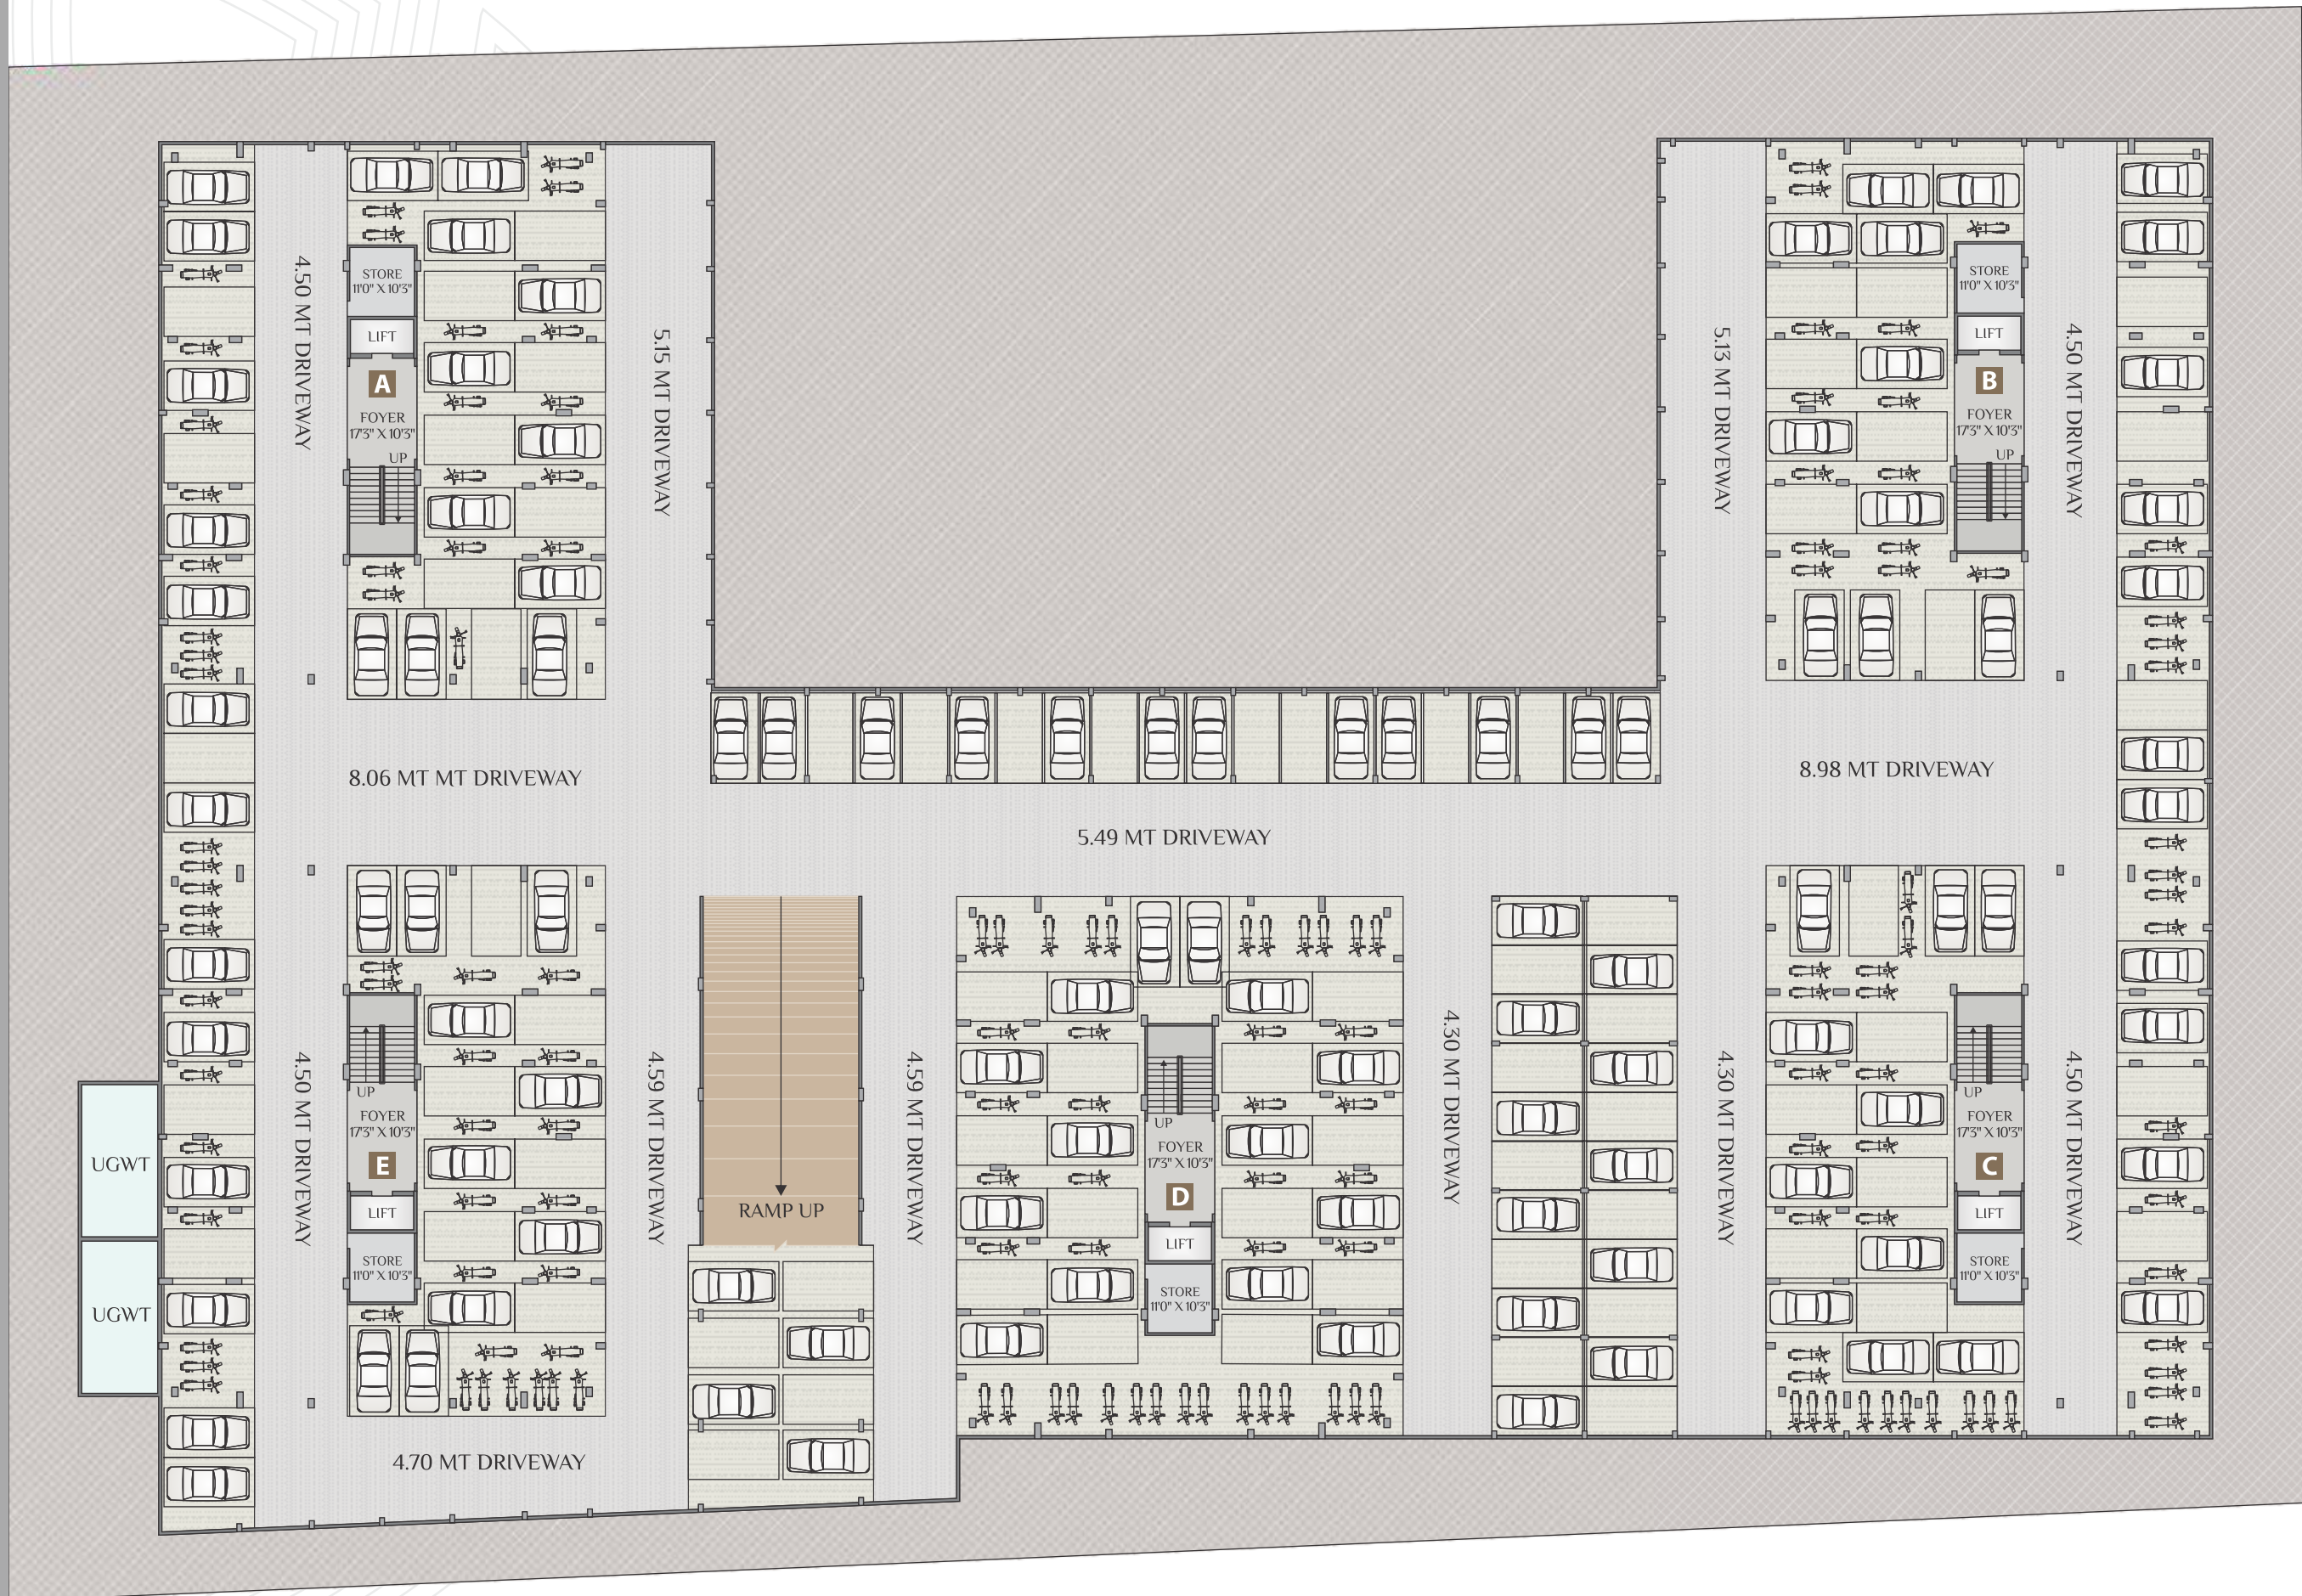 4.50 MT DRIVEWAY
STORE
11'0" X 10'3"
LIFT
A
FOYER
17'3" X 10'3"
UP
5.15 MT DRIVEWAY
5.13 MT DRIVEWAY
STORE
11'0" X 10'3"
LIFT
B
FOYER
17'3" X 10'3"
UP
4.50 MT DRIVEWAY
8.06 MT MT DRIVEWAY
8.98 MT DRIVEWAY
5.49 MT DRIVEWAY
UGWT
UGWT
4.50 MT DRIVEWAY
UP
FOYER
17'3" X 10'3"
E
LIFT
STORE
11'0" X 10'3"
4.59 MT DRIVEWAY
RAMP UP
4.59 MT DRIVEWAY
UP
FOYER
17'3" X 10'3"
D
LIFT
STORE
11'0" X 10'3"
4.30 MT DRIVEWAY
4.30 MT DRIVEWAY
UP
FOYER
17'3" X 10'3"
C
LIFT
STORE
11'0" X 10'3"
4.50 MT DRIVEWAY
4.70 MT DRIVEWAY